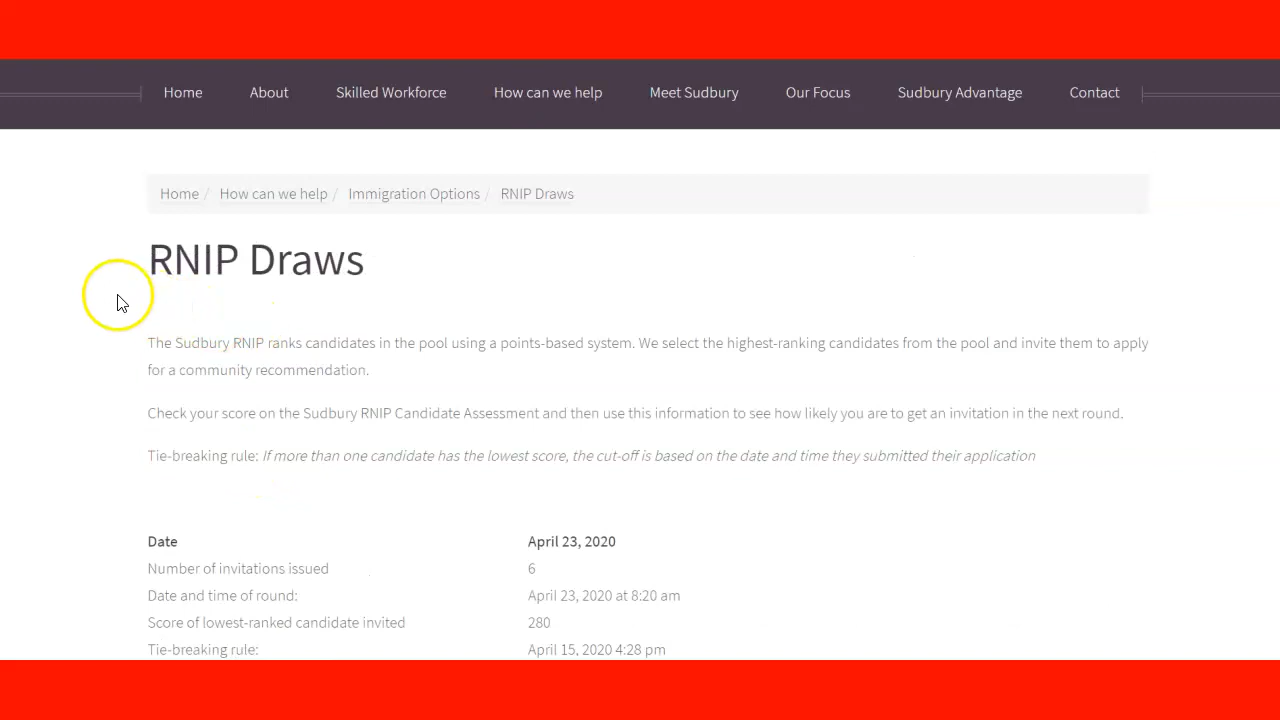 Home About Skilled Workforce How can we help Meet Sudbury Our Focus Sudbury Advantage Contact
Home / How can we help / Immigration Options / RNIP Draws
RNIP Draws
The Sudbury RNIP ranks candidates in the pool using a points-based system. We select the highest-ranking candidates from the pool and invite them to apply
for a community recommendation.
Check your score on the Sudbury RNIP Candidate Assessment and then use this information to see how likely you are to get an invitation in the next round.
Tie-breaking rule: If more than one candidate has the lowest score, the cut-off is based on the date and time they submitted their application
Date April 23, 2020
Number of invitations issued 6
Date and time of round: April 23, 2020 at 8:20 am
Score of lowest-ranked candidate invited 280
Tie-breaking rule: April 15, 2020 4:28 pm